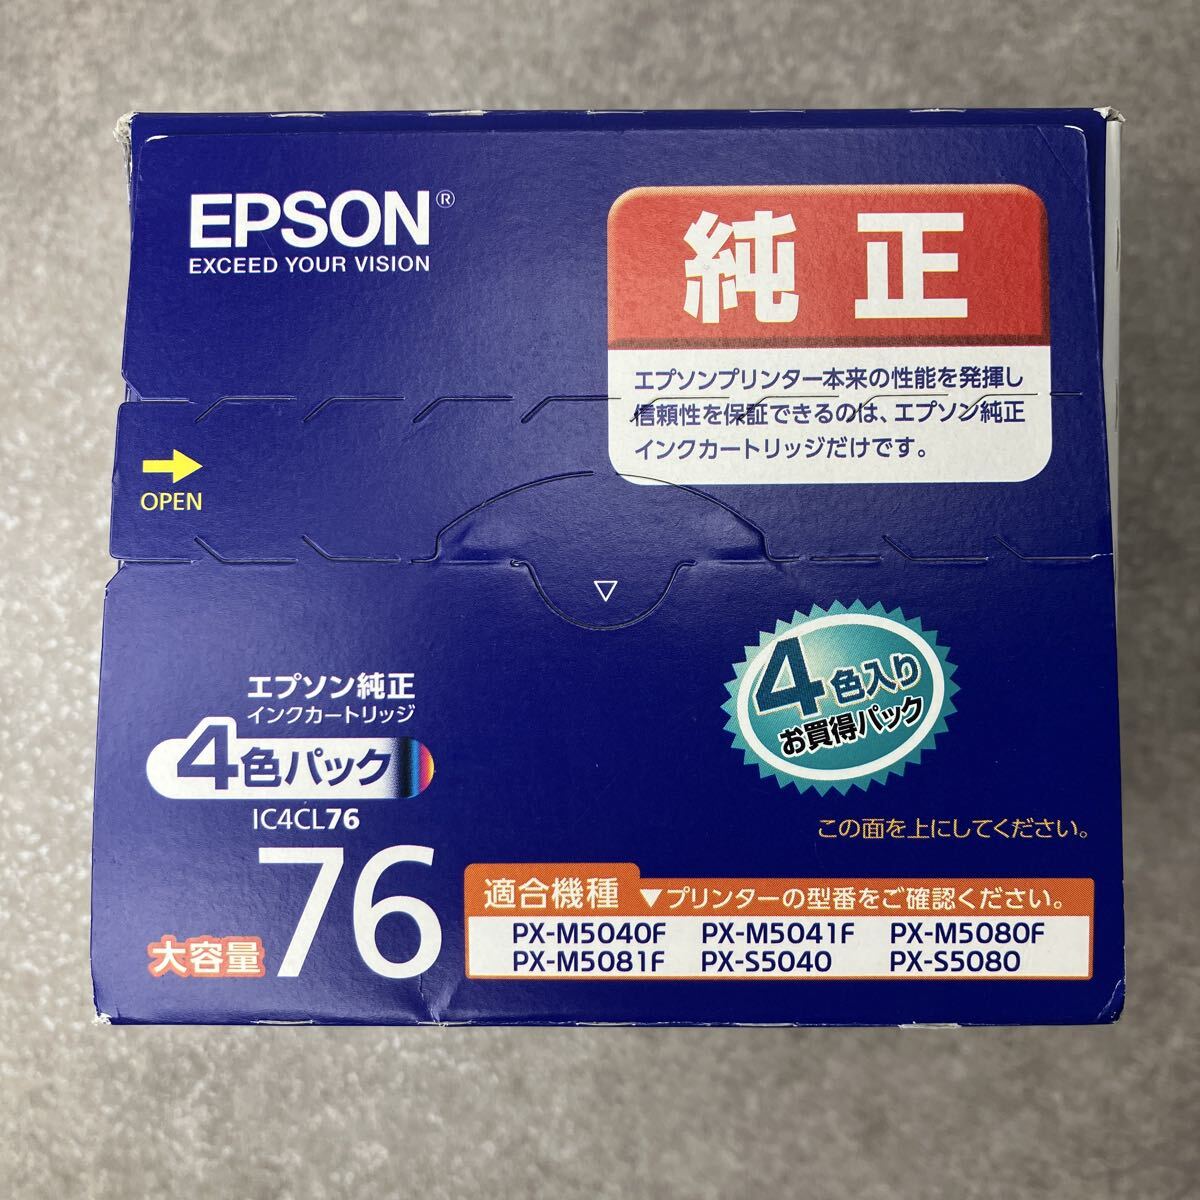 EPSON®
EXCEED YOUR VISION
純正
エプソンプリンター本来の性能を発揮し
信頼性を保証できるのは、エプソン純正
インクカートリッジだけです。
OPEN
エプソン純正
インクカートリッジ
4色パック
IC4CL76
大容量 76
4色入り
お買得パック
この面を上にしてください。
適合機種 ▼プリンターの型番をご確認ください。
PX-M5040F PX-M5041F PX-M5080F
PX-M5081F PX-S5040 PX-S5080